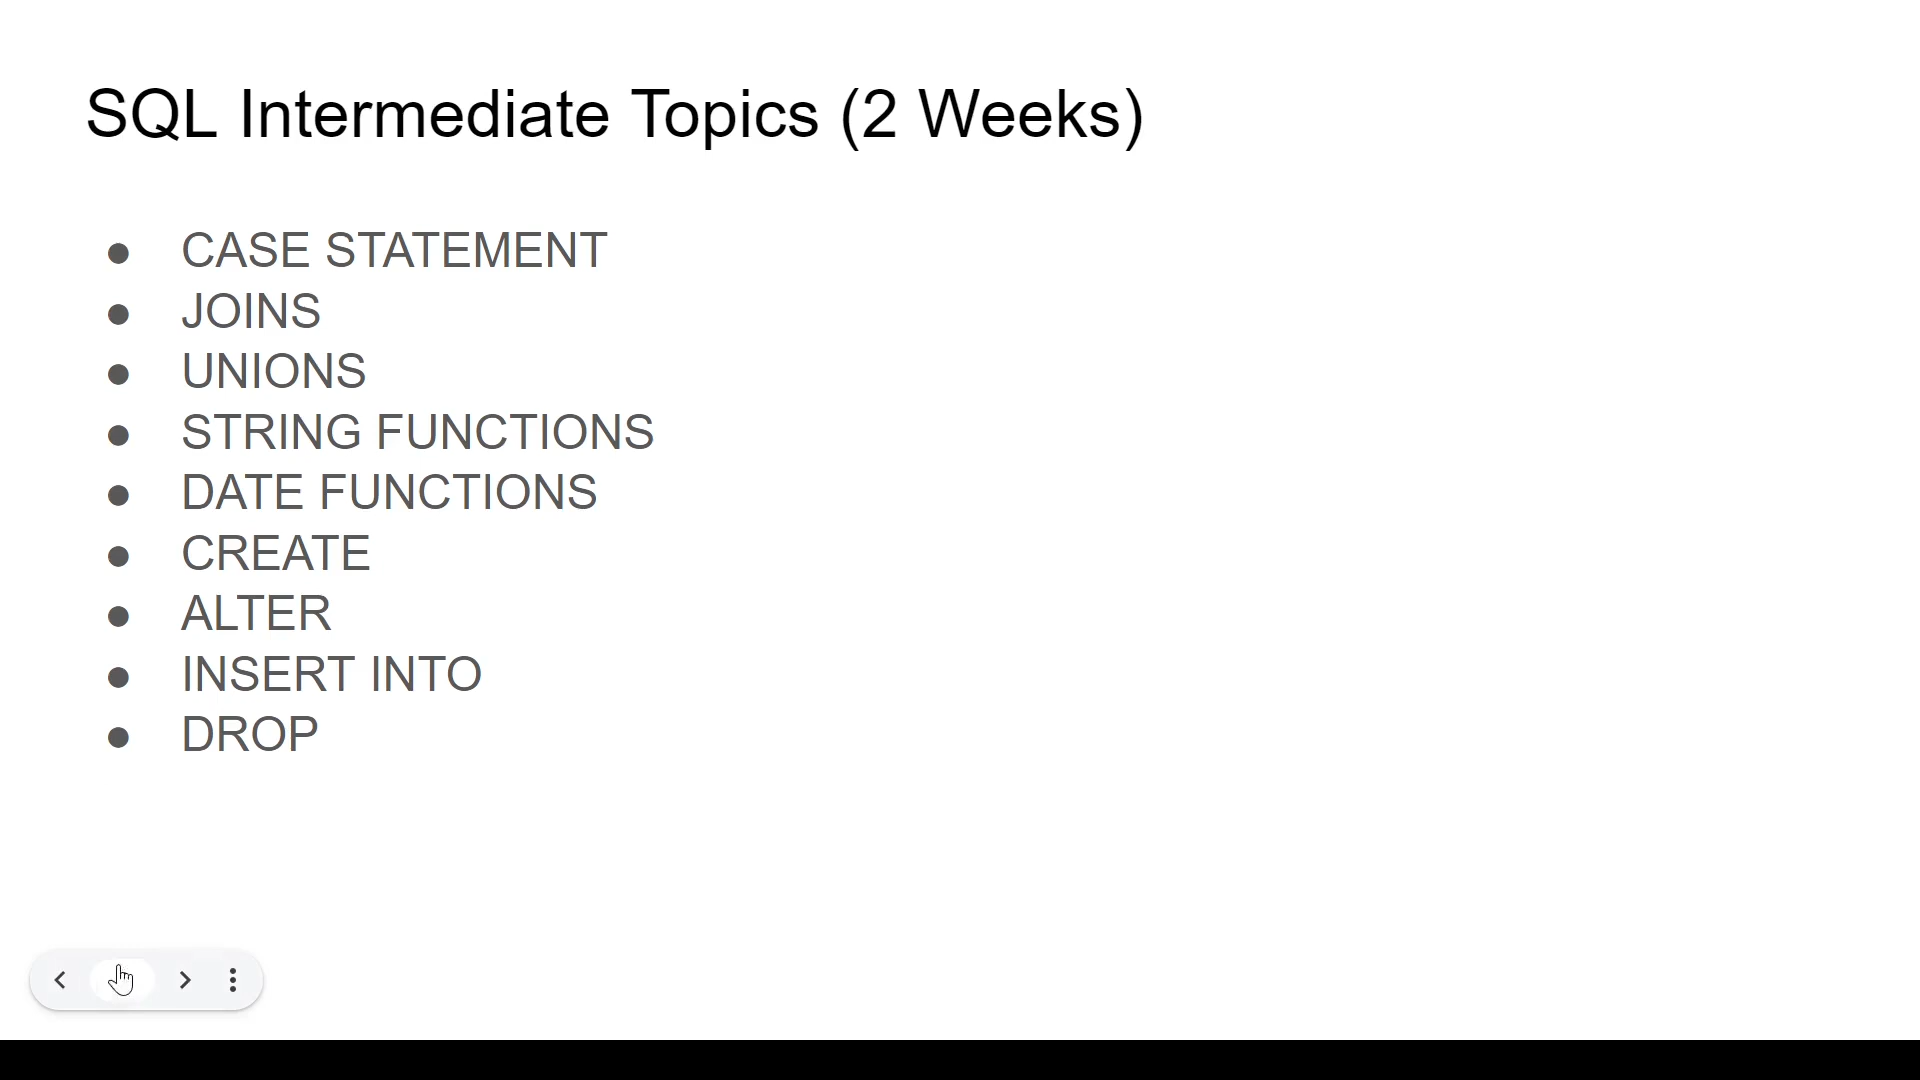 SQL Intermediate Topics (2 Weeks)
● CASE STATEMENT
● JOINS
● UNIONS
● STRING FUNCTIONS
● DATE FUNCTIONS
● CREATE
● ALTER
● INSERT INTO
● DROP